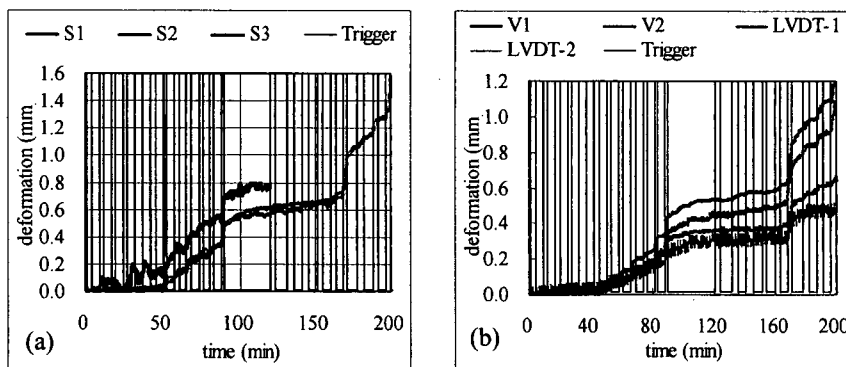 S1 S2 S3 Trigger
1.6
1.4
1.2
1.0
0.8
0.6
0.4
0.2
0.0
deformation (mm
0 50 100 150 200
time (min)
(a)
V1 V2 LVDT-1
LVDT-2 Trigger
1.2
1.0
0.8
0.6
0.4
0.2
0.0
deformation (mm
0 40 80 120 160 200
time (min)
(b)